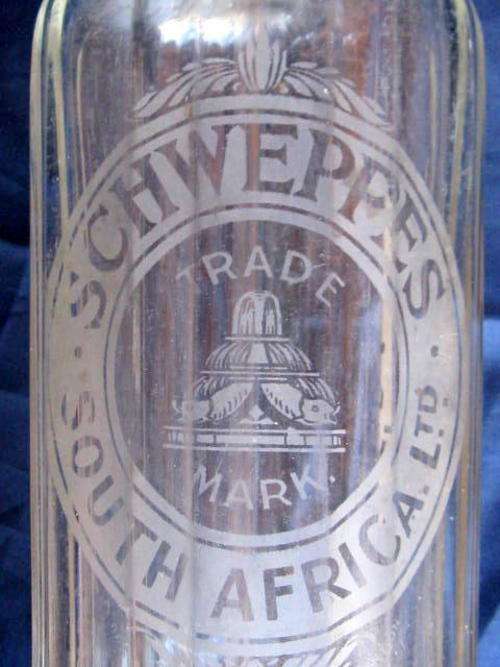 SCHWEPPES
TRADE
MARK.
· SOUTH AFRICA. LTD ·